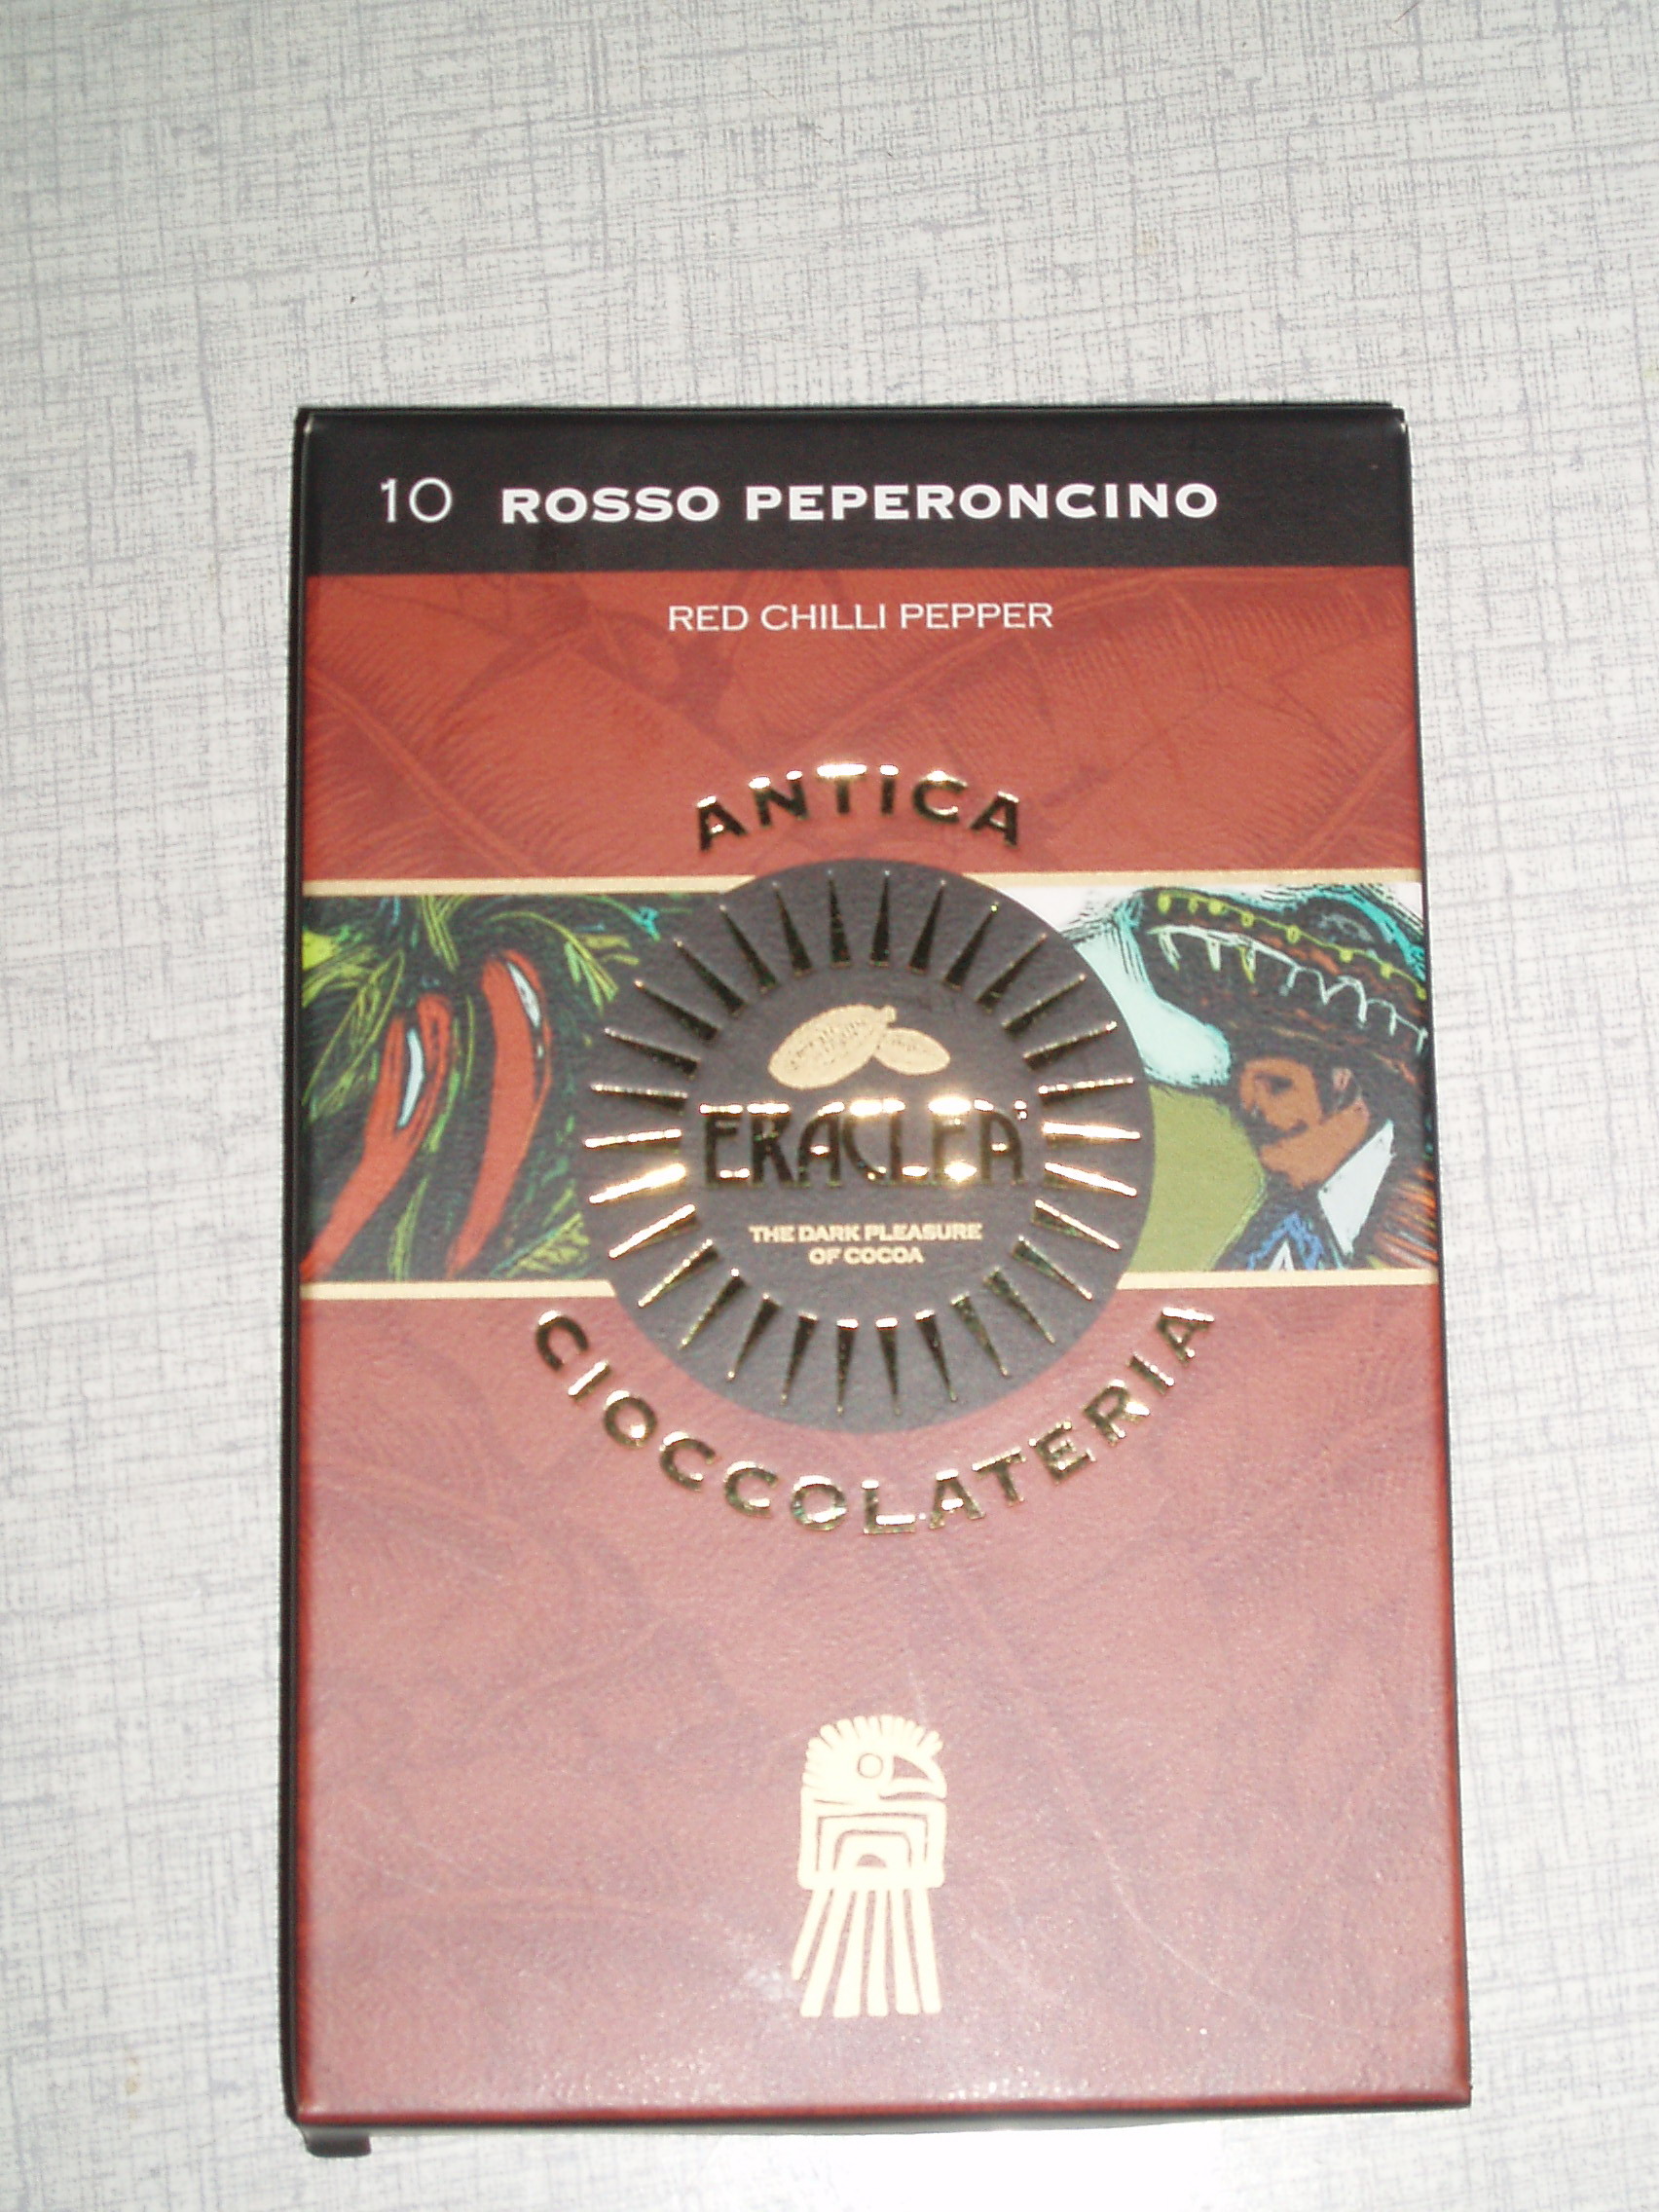 10 ROSSO PEPERONCINO
RED CHILLI PEPPER
ANTICA
ERACLEA
THE DARK PLEASURE
OF COCOA
CIOCCOLATERIA